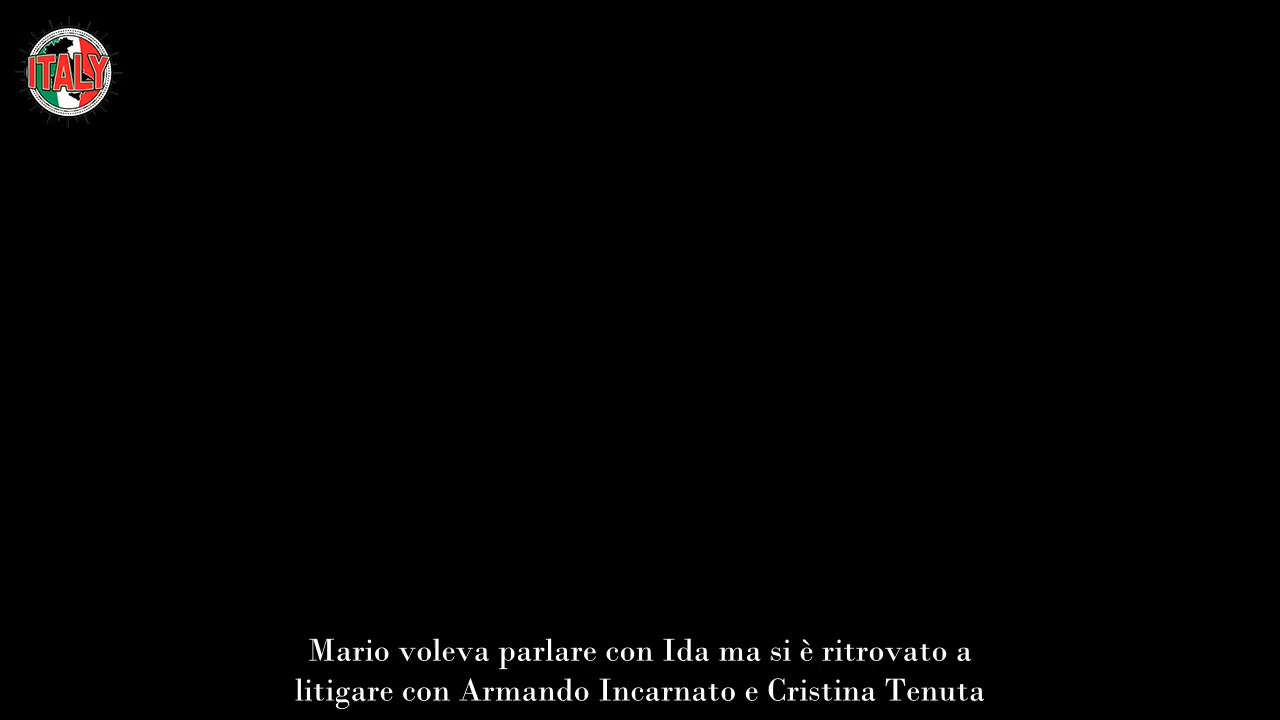 ITALY
Mario voleva parlare con Ida ma si è ritrovato a
litigare con Armando Incarnato e Cristina Tenuta